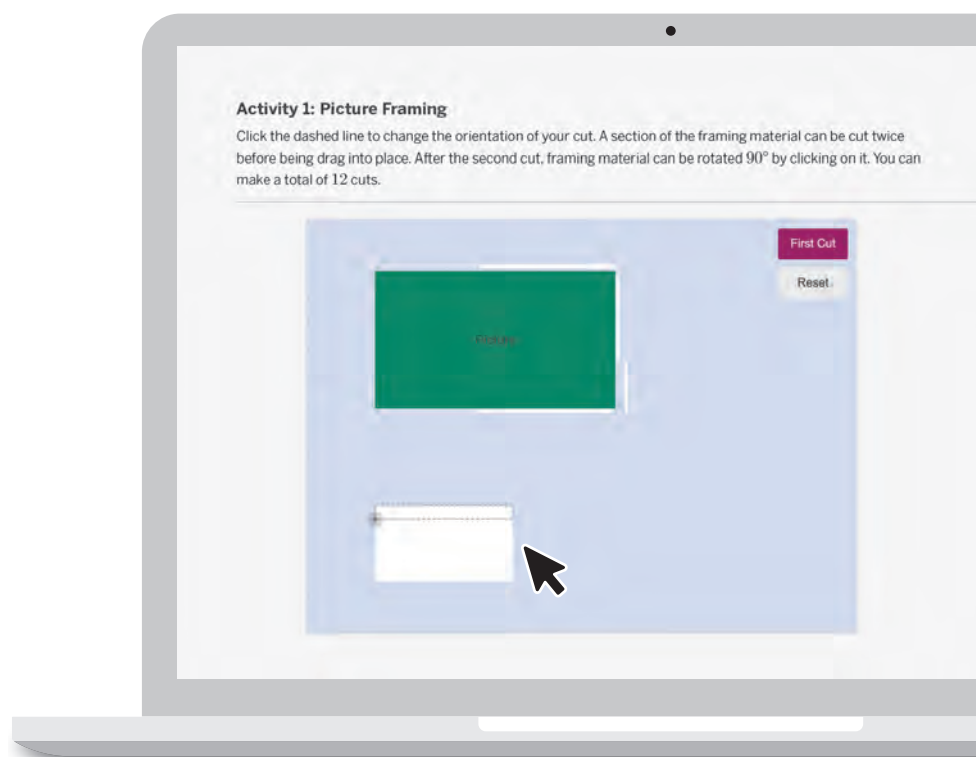 Activity 1: Picture Framing
Click the dashed line to change the orientation of your cut. A section of the framing material can be cut twice
before being drag into place. After the second cut, framing material can be rotated 90° by clicking on it. You can
make a total of 12 cuts.
First Cut
Reset
Picture